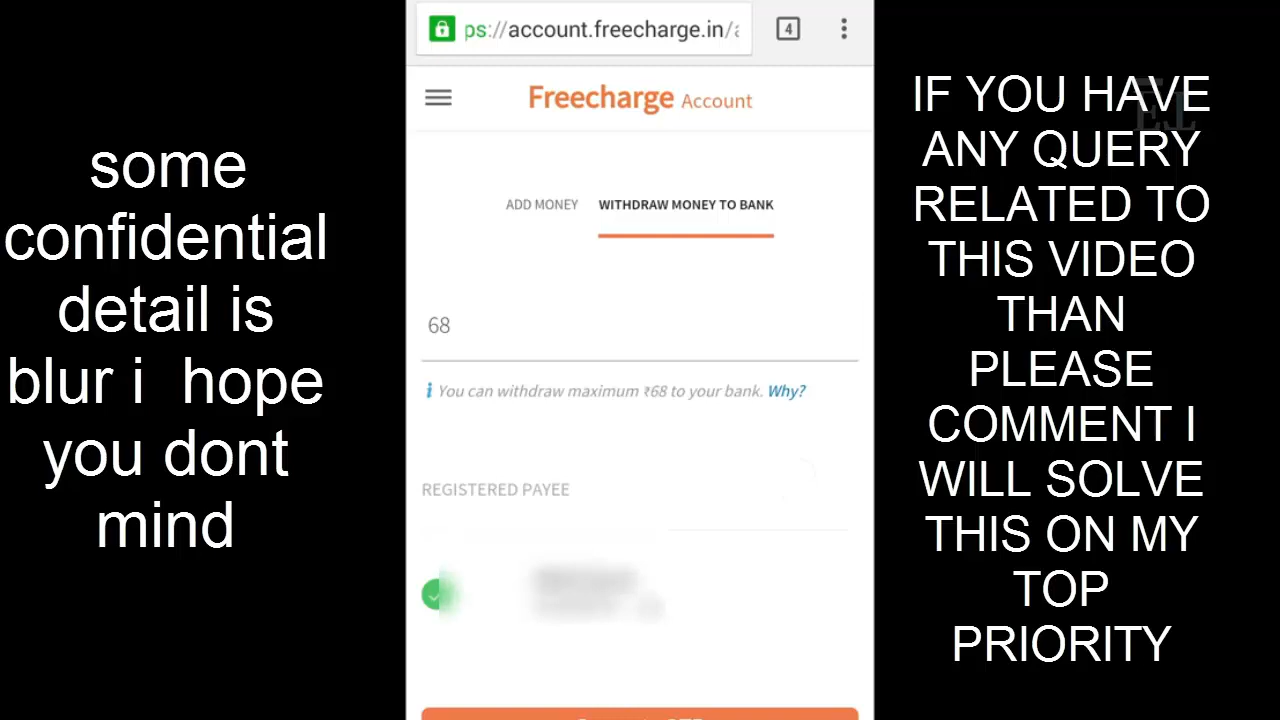 some
confidential
detail is
blur i hope
you dont
mind
ps://account.freecharge.in/
4
Freecharge Account
ADD MONEY WITHDRAW MONEY TO BANK
68
i You can withdraw maximum ₹68 to your bank. Why?
REGISTERED PAYEE
IF YOU HAVE
ANY QUERY
RELATED TO
THIS VIDEO
THAN
PLEASE
COMMENT I
WILL SOLVE
THIS ON MY
TOP
PRIORITY